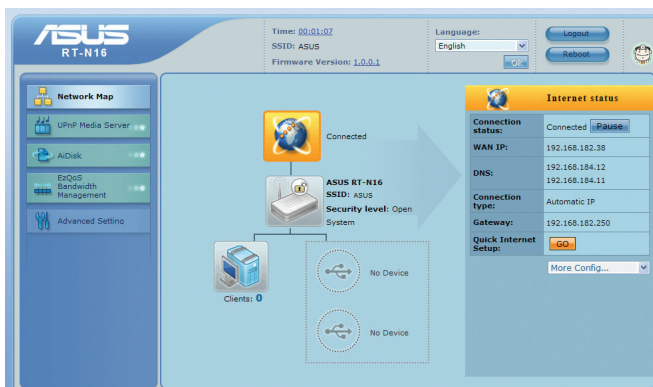 ASUS
RT-N16
Time: 00:01:07
SSID: ASUS
Firmware Version: 1.0.0.1
Language:
English
OK
Logout
Reboot
Network Map
UPnP Media Server
AiDisk
EzQoS
Bandwidth
Management
Advanced Setting
Connected
ASUS RT-N16
SSID: ASUS
Security level: Open
System
Clients: 0
No Device
No Device
Internet status
Connection
status:
Connected Pause
WAN IP: 192.168.182.38
DNS: 192.168.184.12
192.168.184.11
Connection
type:
Automatic IP
Gateway: 192.168.182.250
Quick Internet
Setup:
GO
More Config...